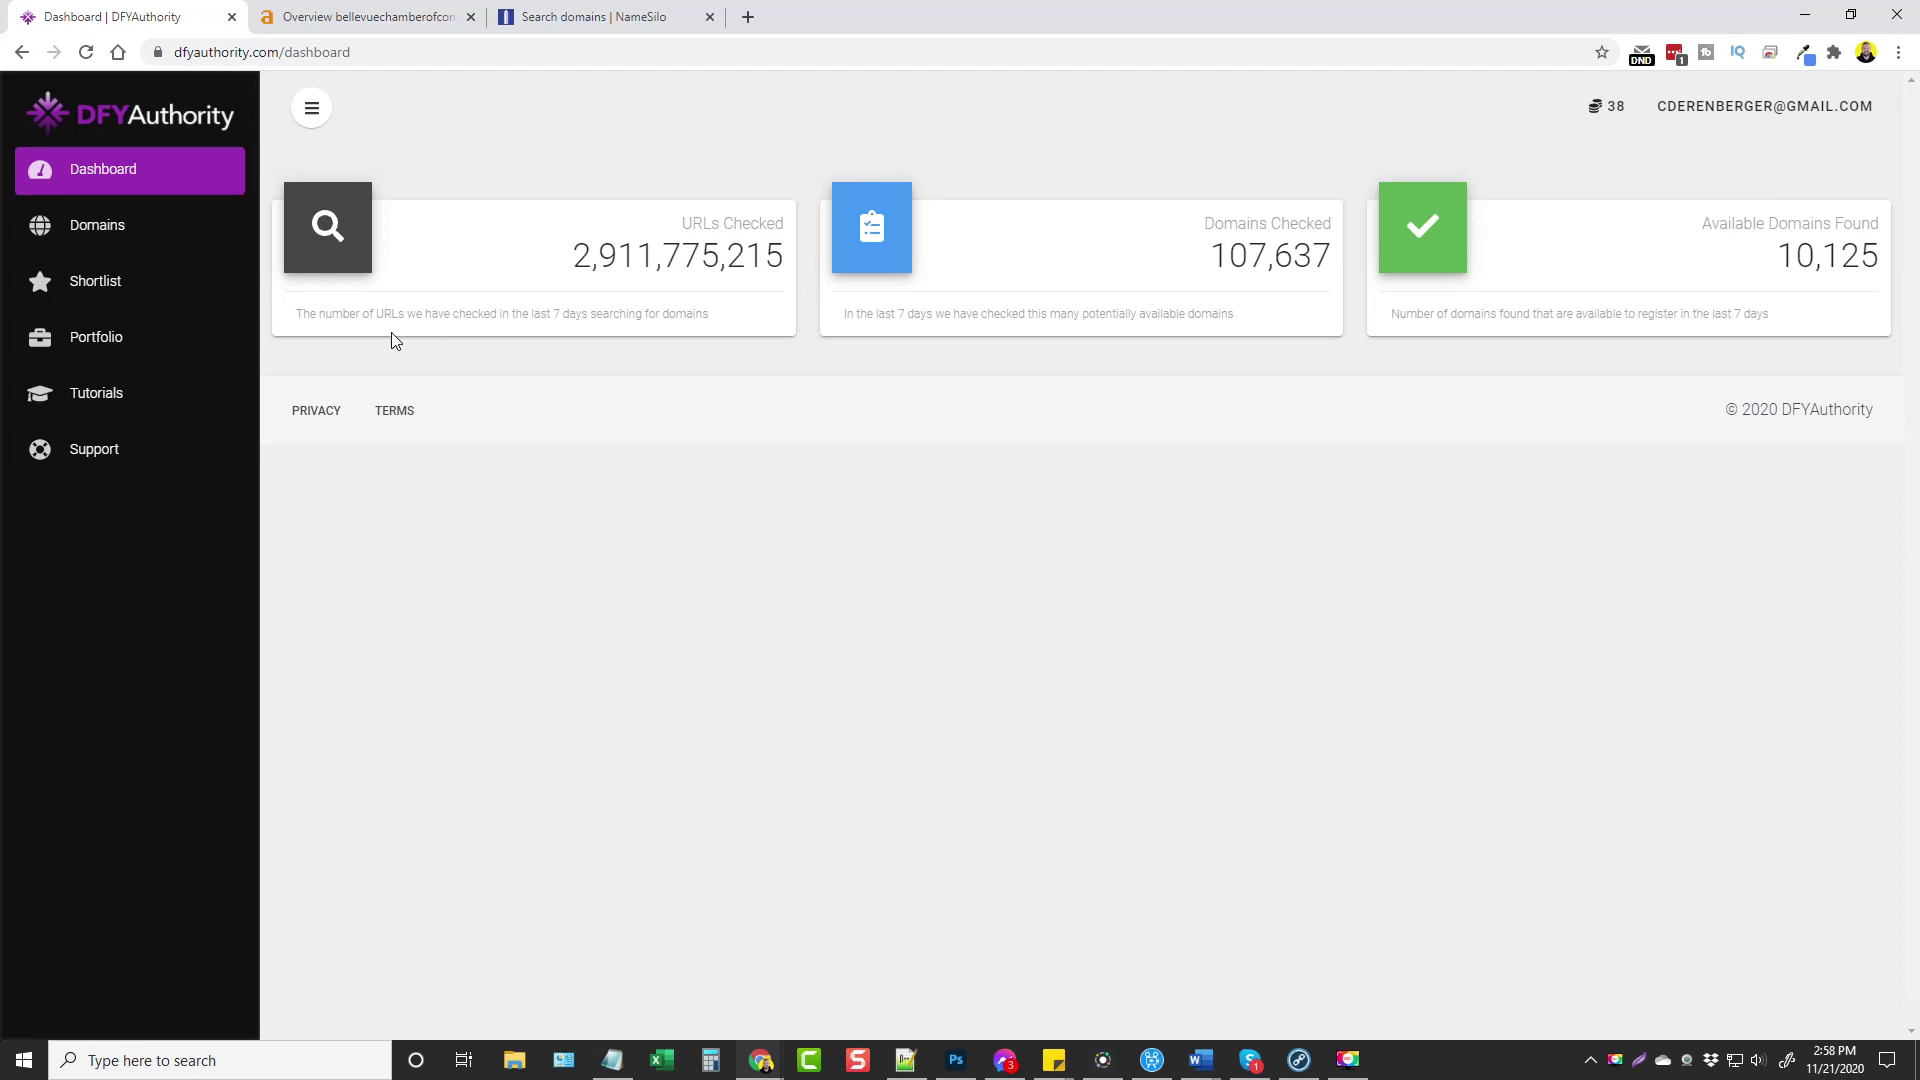 Dashboard | DFYAuthority
Overview bellevuechamberofcom
Search domains | NameSilo
dfyauthority.com/dashboard
DND
1
DFYAuthority
38
CDERENBERGER@GMAIL.COM
Dashboard
Domains
Shortlist
Portfolio
Tutorials
Support
URLs Checked
2,911,775,215
The number of URLs we have checked in the last 7 days searching for domains
Domains Checked
107,637
In the last 7 days we have checked this many potentially available domains
Available Domains Found
10,125
Number of domains found that are available to register in the last 7 days
PRIVACY
TERMS
© 2020 DFYAuthority
Type here to search
Ps
3
1
2:58 PM
11/21/2020